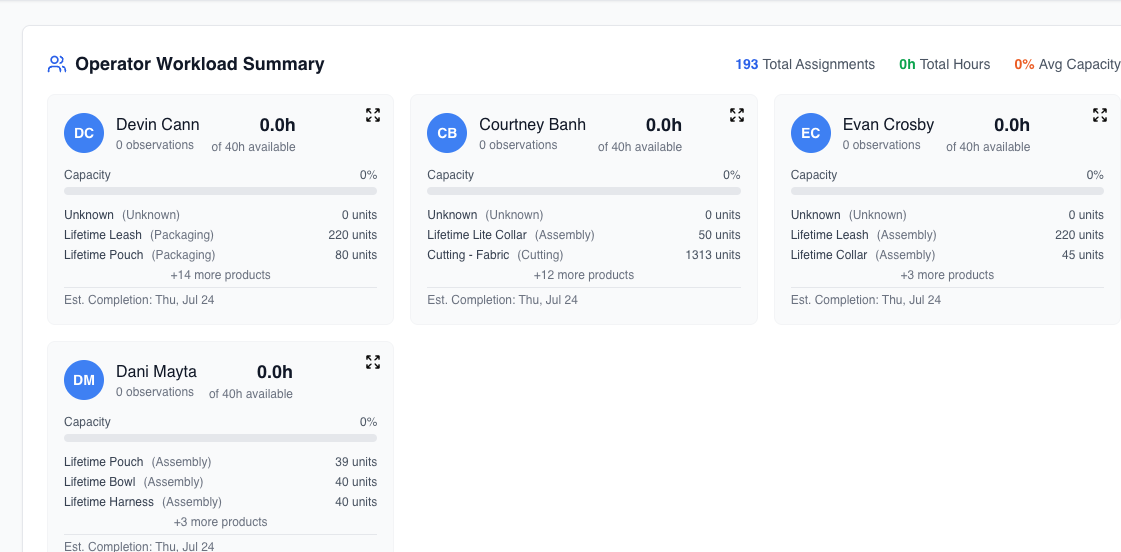 Operator Workload Summary
193 Total Assignments 0h Total Hours 0% Avg Capacity
DC Devin Cann 0.0h
0 observations of 40h available
Capacity 0%
Unknown (Unknown) 0 units
Lifetime Leash (Packaging) 220 units
Lifetime Pouch (Packaging) 80 units
+14 more products
Est. Completion: Thu, Jul 24
CB Courtney Banh 0.0h
0 observations of 40h available
Capacity 0%
Unknown (Unknown) 0 units
Lifetime Lite Collar (Assembly) 50 units
Cutting - Fabric (Cutting) 1313 units
+12 more products
Est. Completion: Thu, Jul 24
EC Evan Crosby 0.0h
0 observations of 40h available
Capacity 0%
Unknown (Unknown) 0 units
Lifetime Leash (Assembly) 220 units
Lifetime Collar (Assembly) 45 units
+3 more products
Est. Completion: Thu, Jul 24
DM Dani Mayta 0.0h
0 observations of 40h available
Capacity 0%
Lifetime Pouch (Assembly) 39 units
Lifetime Bowl (Assembly) 40 units
Lifetime Harness (Assembly) 40 units
+3 more products
Est. Completion: Thu, Jul 24